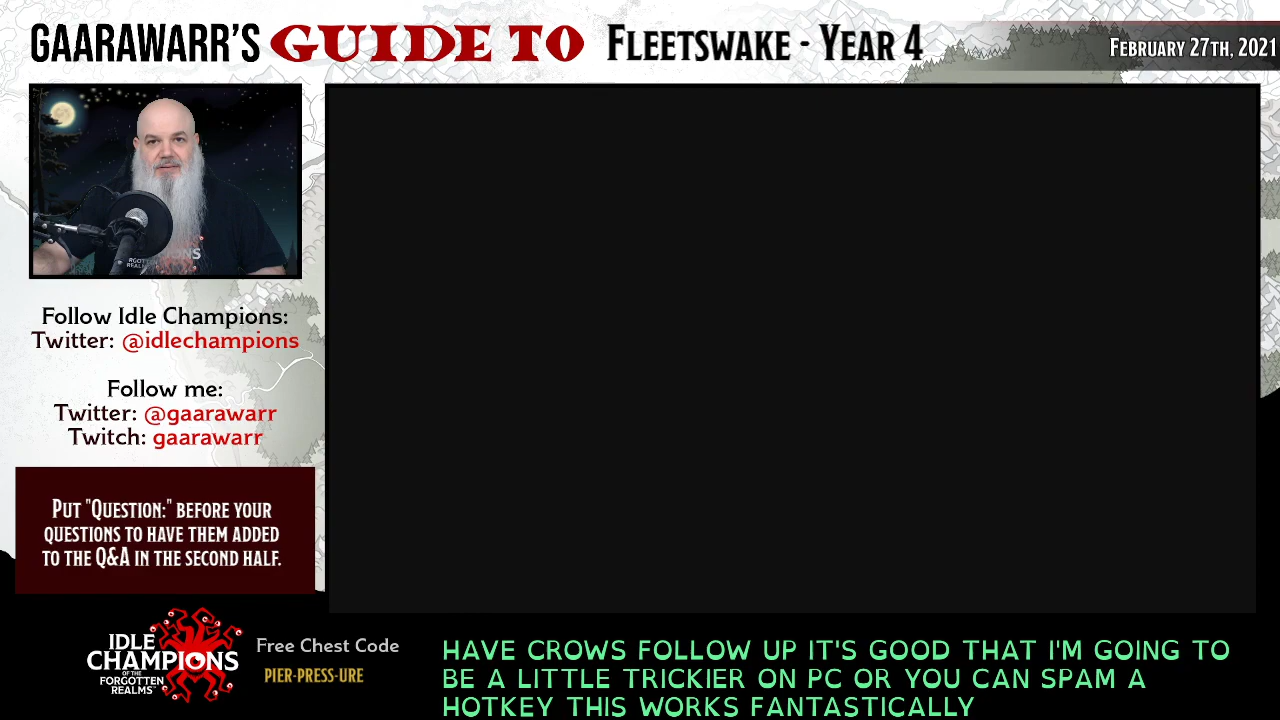 GAARAWARR'S GUIDE TO FLEETSWAKE - YEAR 4
FEBRUARY 27TH, 2021
Follow Idle Champions:
Twitter: @idlechampions
Follow me:
Twitter: @gaarawarr
Twitch: gaarawarr
PUT "QUESTION:" BEFORE YOUR
QUESTIONS TO HAVE THEM ADDED
TO THE Q&A IN THE SECOND HALF.
IDLE
CHAMPIONS
OF THE
FORGOTTEN
REALMS
Free Chest Code
PIER-PRESS-URE
HAVE CROWS FOLLOW UP IT'S GOOD THAT I'M GOING TO
BE A LITTLE TRICKIER ON PC OR YOU CAN SPAM A
HOTKEY THIS WORKS FANTASTICALLY